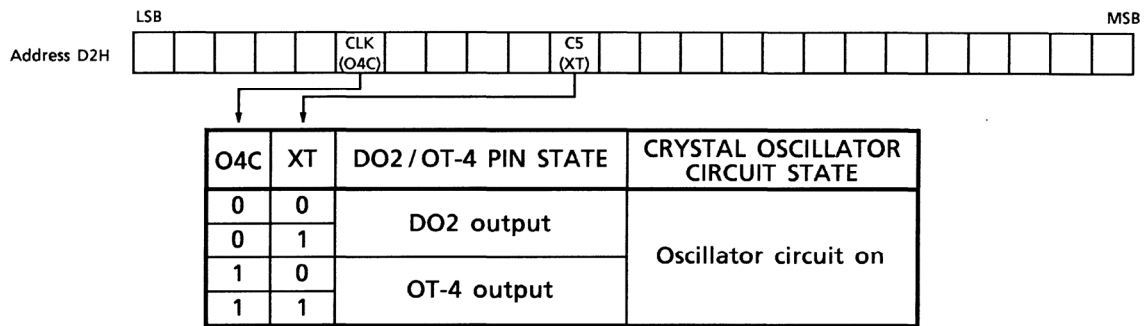 LSB MSB
Address D2H CLK (O4C) C5 (XT)
O4C XT DO2 / OT-4 PIN STATE CRYSTAL OSCILLATOR CIRCUIT STATE
0 0 DO2 output Oscillator circuit on
0 1
1 0 OT-4 output
1 1